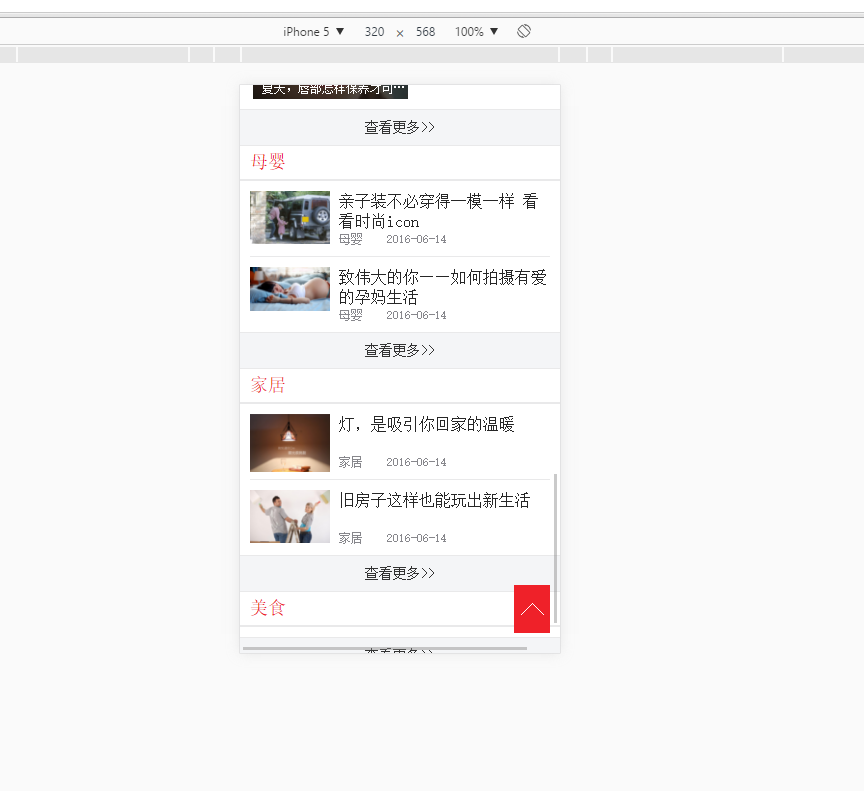 iPhone 5 ▼ 320 × 568 100% ▼
夏天，唇部怎样保养才可…
查看更多>>
母婴
亲子装不必穿得一模一样 看
看时尚icon
母婴 2016-06-14
致伟大的你——如何拍摄有爱
的孕妈生活
母婴 2016-06-14
查看更多>>
家居
灯，是吸引你回家的温暖
家居 2016-06-14
旧房子这样也能玩出新生活
家居 2016-06-14
查看更多>>
美食
查看更多>>